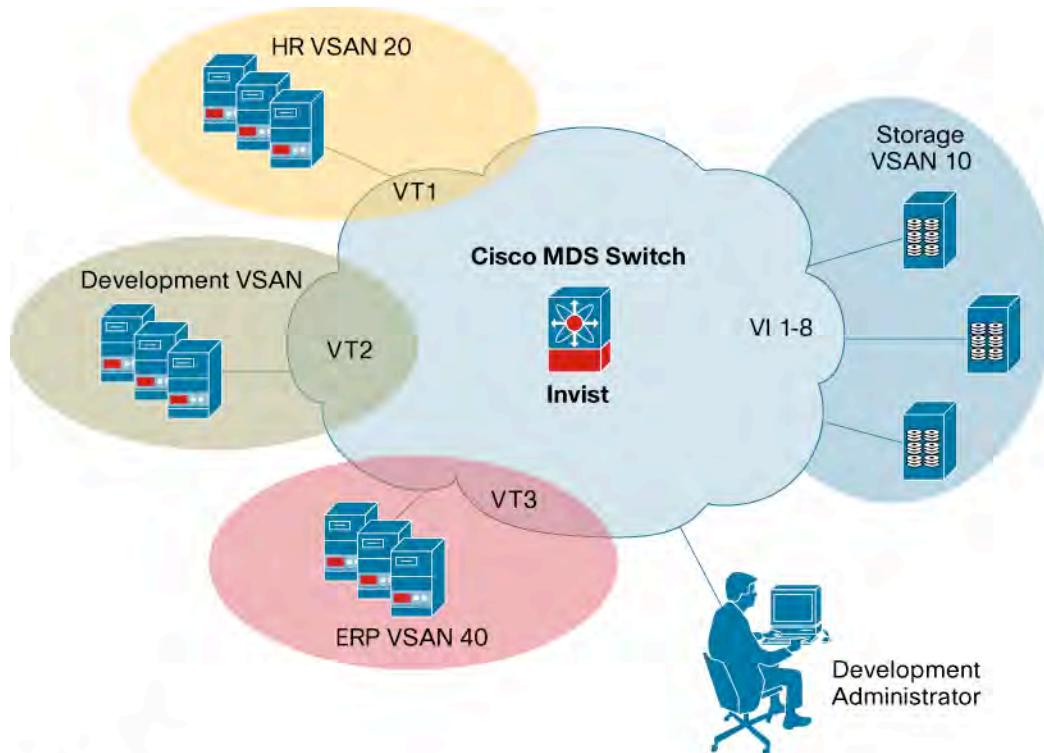 HR VSAN 20
VT1
Storage
VSAN 10
Cisco MDS Switch
Development VSAN
VT2
VI 1-8
Invist
VT3
ERP VSAN 40
Development
Administrator